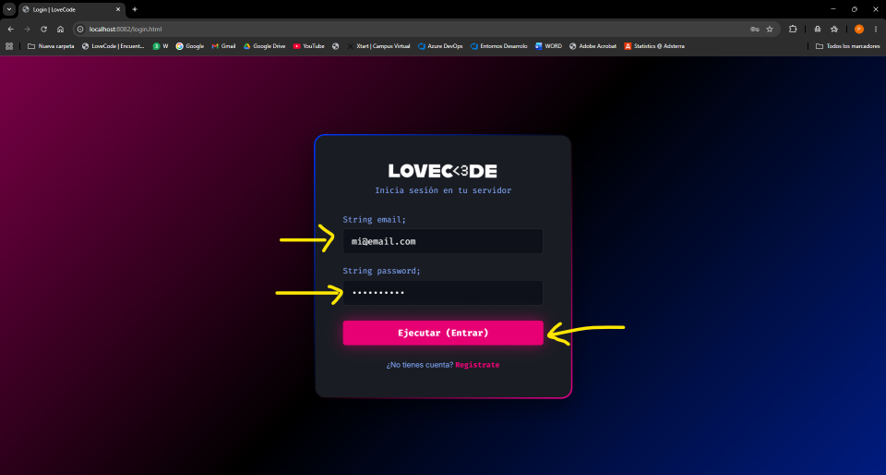 Login | LoveCode
localhost:8082/login.html
Nueva carpeta LoveCode | Encuent... W Google Gmail Google Drive YouTube Xtart | Campus Virtual Azure DevOps Entornos Desarrollo WORD Adobe Acrobat Statistics @ Adsterra Todos los marcadores
LOVEC<3DE
Inicia sesión en tu servidor
String email;
mi@email.com
String password;
••••••••••
Ejecutar (Entrar)
¿No tienes cuenta? Regístrate